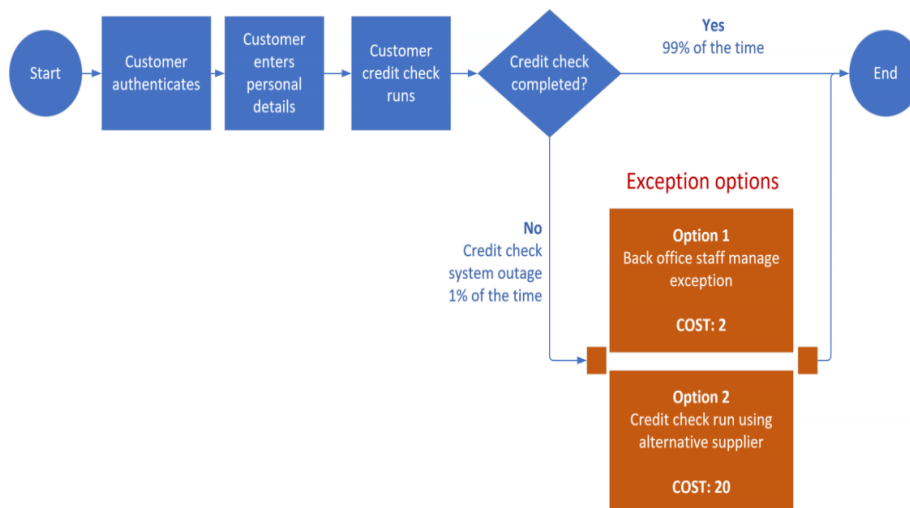 Start
Customer
authenticates
Customer
enters
personal
details
Customer
credit check
runs
Credit check
completed?
Yes
99% of the time
End
No
Credit check
system outage
1% of the time
Exception options
Option 1
Back office staff manage
exception
COST: 2
Option 2
Credit check run using
alternative supplier
COST: 20